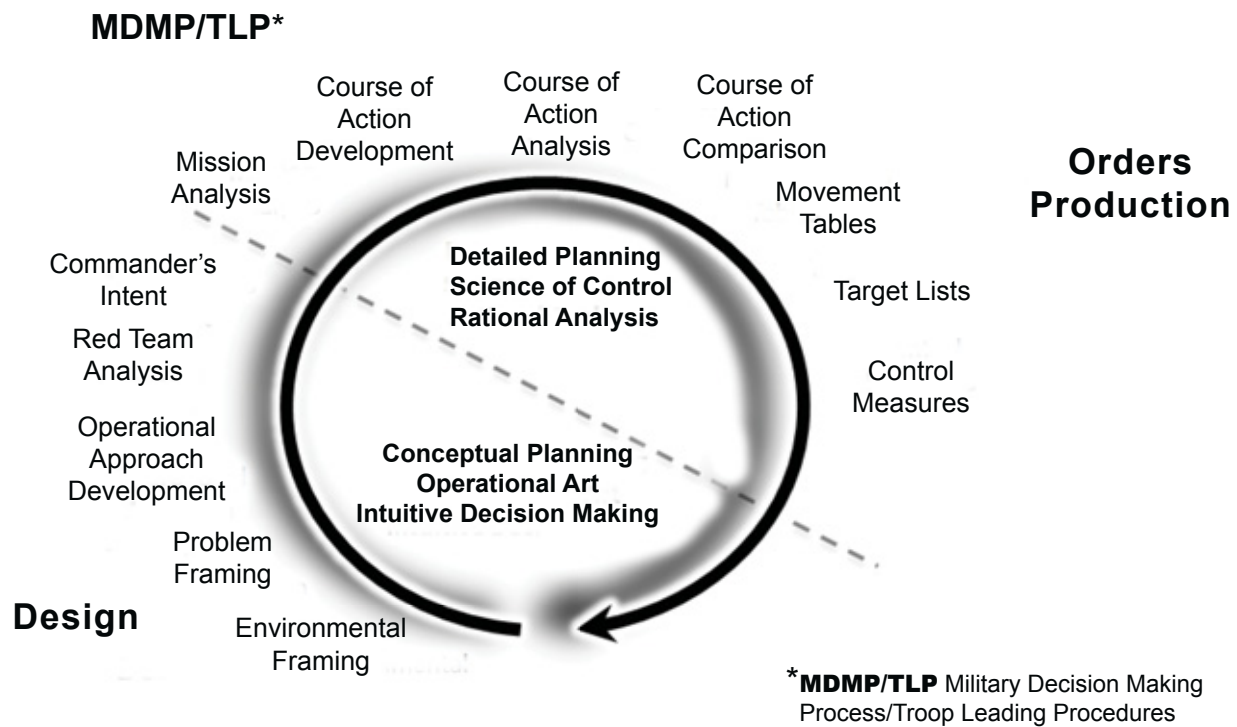 MDMP/TLP*
Course of
Action
Development
Course of
Action
Analysis
Course of
Action
Comparison
Mission
Analysis
Orders
Production
Movement
Tables
Commander's
Intent
Detailed Planning
Science of Control
Rational Analysis
Target Lists
Red Team
Analysis
Control
Measures
Operational
Approach
Development
Conceptual Planning
Operational Art
Intuitive Decision Making
Problem
Framing
Design
Environmental
Framing
*MDMP/TLP Military Decision Making
Process/Troop Leading Procedures